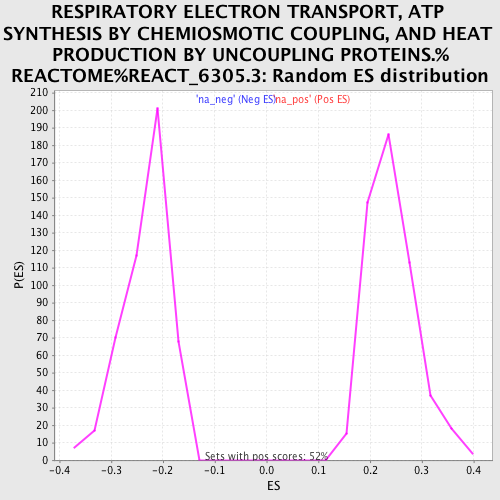 RESPIRATORY ELECTRON TRANSPORT, ATP
SYNTHESIS BY CHEMIOSMOTIC COUPLING, AND HEAT
PRODUCTION BY UNCOUPLING PROTEINS.%
REACTOME%REACT_6305.3: Random ES distribution
'na_neg' (Neg ES) 'na_pos' (Pos ES)
210
200
190
180
170
160
150
140
130
120
110
100
90
80
70
60
50
40
30
20
10
0
P(ES)
Sets with pos scores: 52%
-0.4 -0.3 -0.2 -0.1 0.0 0.1 0.2 0.3 0.4
ES